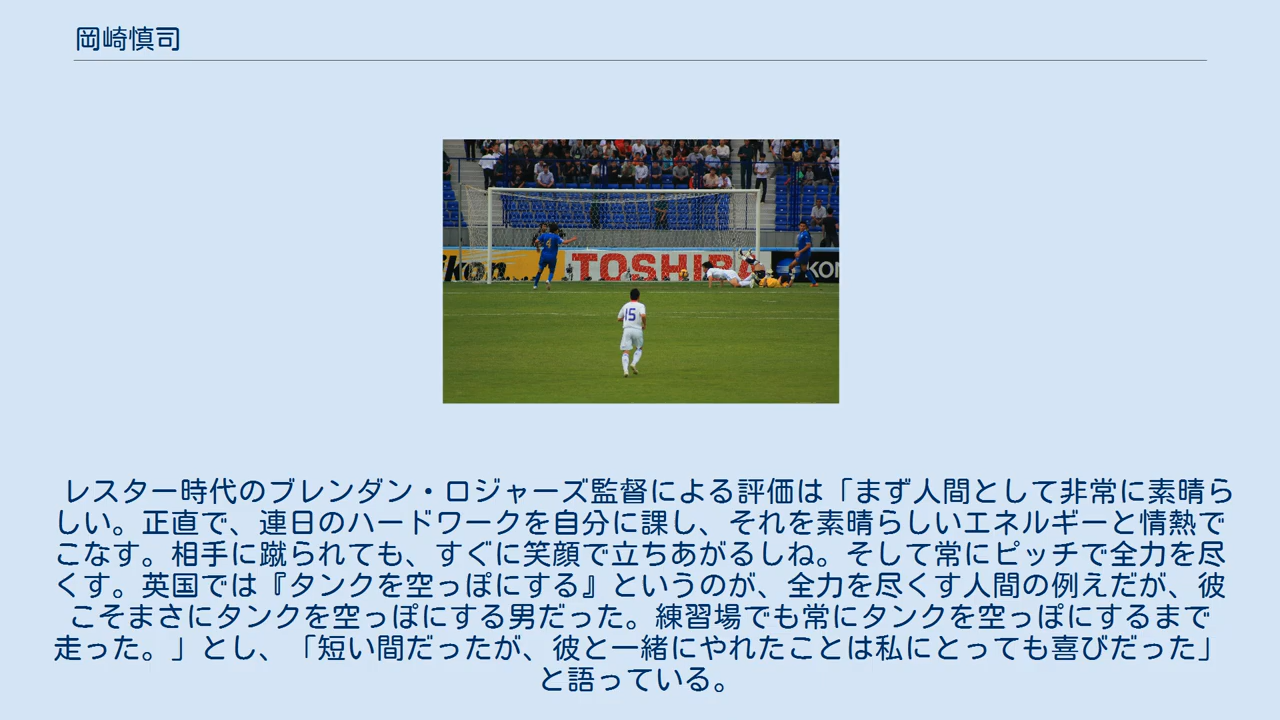 岡崎慎司
ikon
TOSHIBA
KON
4
15
レスター時代のブレンダン・ロジャーズ監督による評価は「まず人間として非常に素晴ら
しい。正直で、連日のハードワークを自分に課し、それを素晴らしいエネルギーと情熱で
こなす。相手に蹴られても、すぐに笑顔で立ちあがるしね。そして常にピッチで全力を尽
くす。英国では『タンクを空っぽにする』というのが、全力を尽くす人間の例えだが、彼
こそまさにタンクを空っぽにする男だった。練習場でも常にタンクを空っぽにするまで
走った。」とし、「短い間だったが、彼と一緒にやれたことは私にとっても喜びだった」
と語っている。